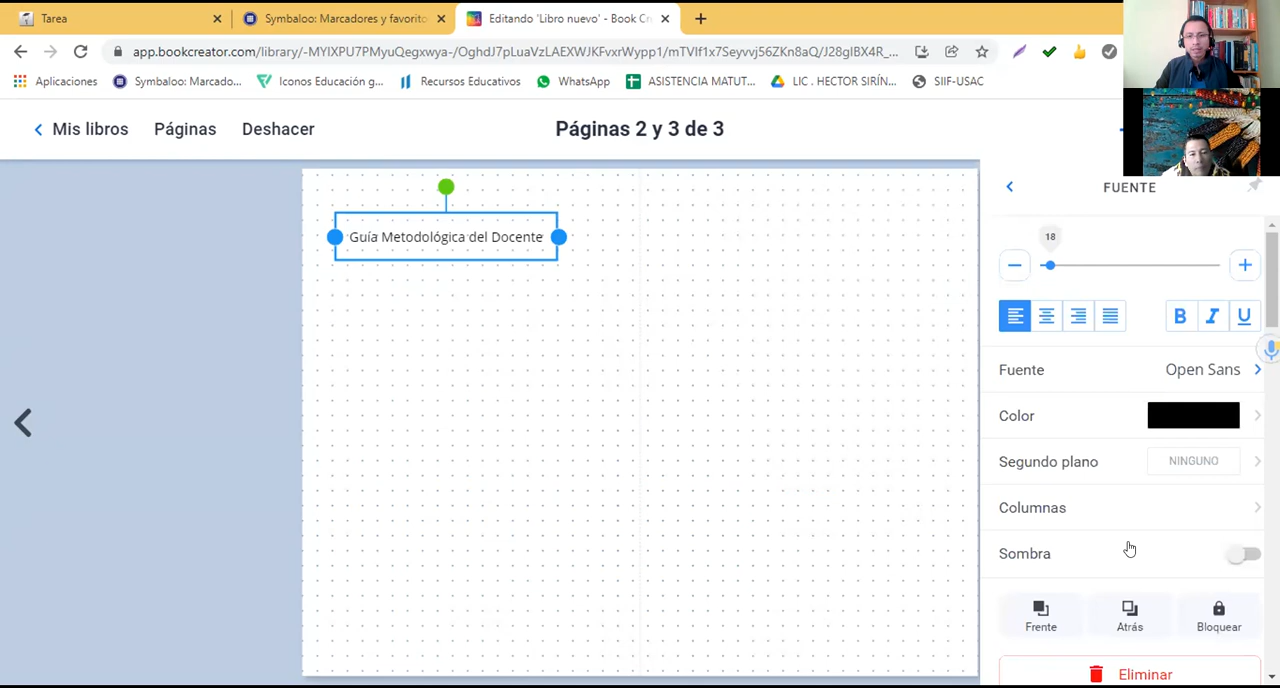 Tarea
Symbaloo: Marcadores y favorito
Editando 'Libro nuevo' - Book Cr
app.bookcreator.com/library/-MYIXPU7PMyuQegxwya-/OghdJ7pLuaVzLAEXWJKFvxrWypp1/mTVIf1x7Seyvvj56ZKn8aQ/J28gIBX4R_...
Aplicaciones
Symbaloo: Marcado...
Iconos Educación g...
Recursos Educativos
WhatsApp
ASISTENCIA MATUT...
LIC . HECTOR SIRÍN...
SIIF-USAC
Mis libros
Páginas
Deshacer
Páginas 2 y 3 de 3
Guía Metodológica del Docente
FUENTE
18
B I U
Fuente Open Sans
Color
Segundo plano NINGUNO
Columnas
Sombra
Frente
Atrás
Bloquear
Eliminar